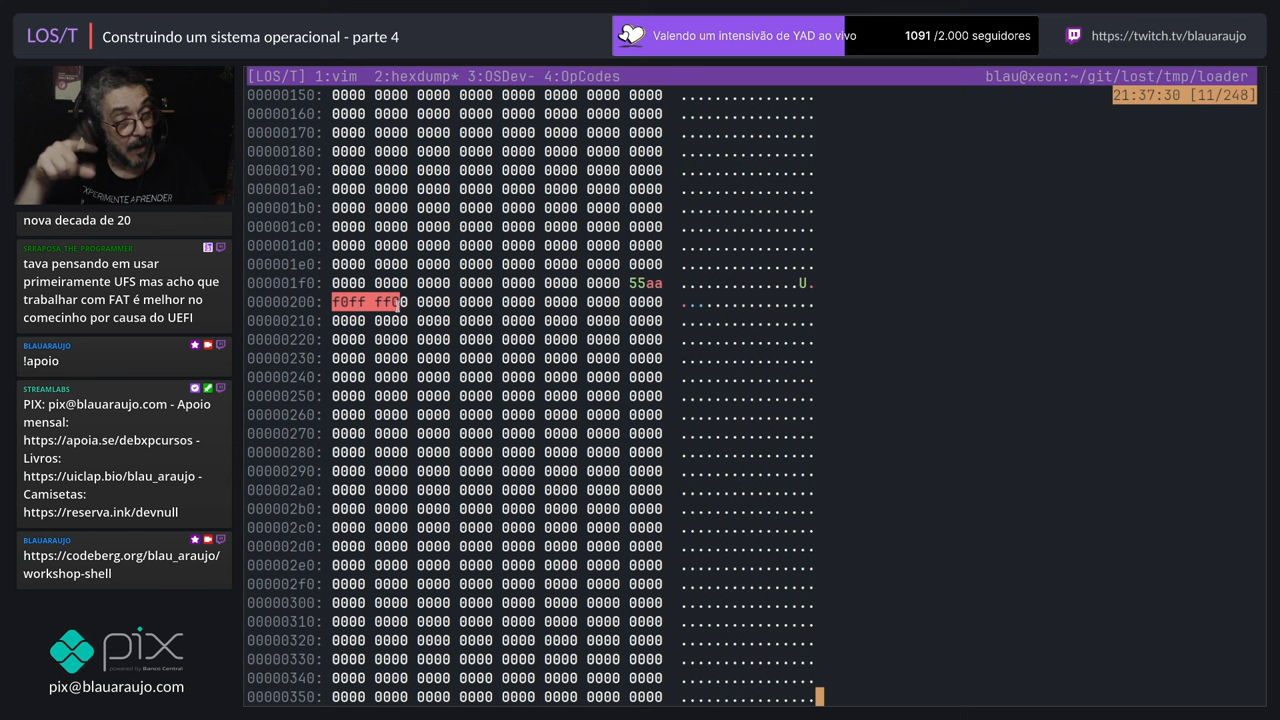 LOS/T Construindo um sistema operacional - parte 4
Valendo um intensivão de YAD ao vivo 1091 /2.000 seguidores
https://twitch.tv/blauaraujo
EXPERIMENTE APRENDER
nova decada de 20
SRRAPOSA_THE_PROGRAMMER
tava pensando em usar
primeiramente UFS mas acho que
trabalhar com FAT é melhor no
comecinho por causa do UEFI
BLAUARAUJO
!apoio
STREAMLABS
PIX: pix@blauaraujo.com - Apoio
mensal:
https://apoia.se/debxpcursos -
Livros:
https://uiclap.bio/blau_araujo -
Camisetas:
https://reserva.ink/devnull
BLAUARAUJO
https://codeberg.org/blau_araujo/
workshop-shell
pix
powered by Banco Central
pix@blauaraujo.com
[LOS/T] 1:vim  2:hexdump* 3:OSDev- 4:OpCodes blau@xeon:~/git/lost/tmp/loader
21:37:30 [11/248]
00000150: 0000 0000 0000 0000 0000 0000 0000 0000  ................
00000160: 0000 0000 0000 0000 0000 0000 0000 0000  ................
00000170: 0000 0000 0000 0000 0000 0000 0000 0000  ................
00000180: 0000 0000 0000 0000 0000 0000 0000 0000  ................
00000190: 0000 0000 0000 0000 0000 0000 0000 0000  ................
000001a0: 0000 0000 0000 0000 0000 0000 0000 0000  ................
000001b0: 0000 0000 0000 0000 0000 0000 0000 0000  ................
000001c0: 0000 0000 0000 0000 0000 0000 0000 0000  ................
000001d0: 0000 0000 0000 0000 0000 0000 0000 0000  ................
000001e0: 0000 0000 0000 0000 0000 0000 0000 0000  ................
000001f0: 0000 0000 0000 0000 0000 0000 0000 55aa  ..............U.
00000200: f0ff ff00 0000 0000 0000 0000 0000 0000  ................
00000210: 0000 0000 0000 0000 0000 0000 0000 0000  ................
00000220: 0000 0000 0000 0000 0000 0000 0000 0000  ................
00000230: 0000 0000 0000 0000 0000 0000 0000 0000  ................
00000240: 0000 0000 0000 0000 0000 0000 0000 0000  ................
00000250: 0000 0000 0000 0000 0000 0000 0000 0000  ................
00000260: 0000 0000 0000 0000 0000 0000 0000 0000  ................
00000270: 0000 0000 0000 0000 0000 0000 0000 0000  ................
00000280: 0000 0000 0000 0000 0000 0000 0000 0000  ................
00000290: 0000 0000 0000 0000 0000 0000 0000 0000  ................
000002a0: 0000 0000 0000 0000 0000 0000 0000 0000  ................
000002b0: 0000 0000 0000 0000 0000 0000 0000 0000  ................
000002c0: 0000 0000 0000 0000 0000 0000 0000 0000  ................
000002d0: 0000 0000 0000 0000 0000 0000 0000 0000  ................
000002e0: 0000 0000 0000 0000 0000 0000 0000 0000  ................
000002f0: 0000 0000 0000 0000 0000 0000 0000 0000  ................
00000300: 0000 0000 0000 0000 0000 0000 0000 0000  ................
00000310: 0000 0000 0000 0000 0000 0000 0000 0000  ................
00000320: 0000 0000 0000 0000 0000 0000 0000 0000  ................
00000330: 0000 0000 0000 0000 0000 0000 0000 0000  ................
00000340: 0000 0000 0000 0000 0000 0000 0000 0000  ................
00000350: 0000 0000 0000 0000 0000 0000 0000 0000  ................